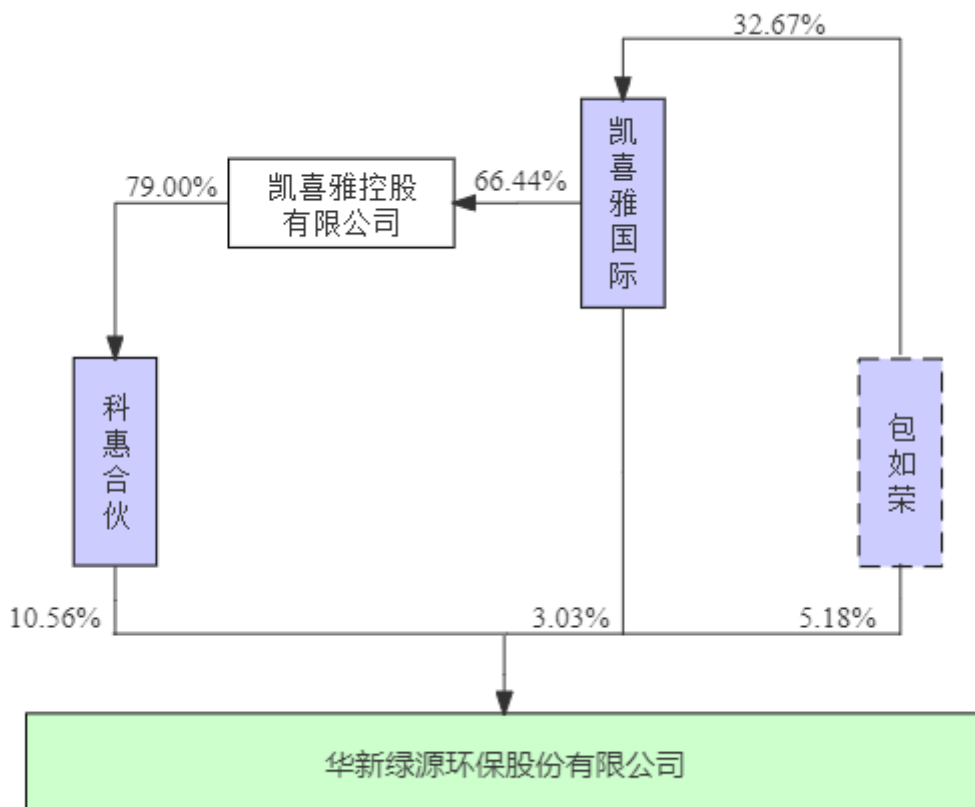 32.67%
凯喜雅国际
79.00%
凯喜雅控股
有限公司
66.44%
科惠合伙
包如荣
10.56%
3.03%
5.18%
华新绿源环保股份有限公司